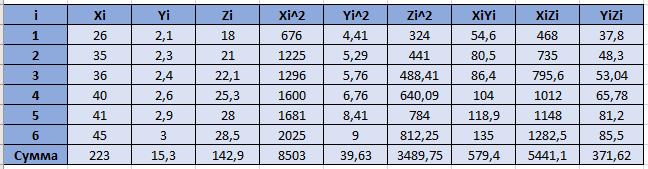 i Xi Yi Zi Xi^2 Yi^2 Zi^2 XiYi XiZi YiZi
1 26 2,1 18 676 4,41 324 54,6 468 37,8
2 35 2,3 21 1225 5,29 441 80,5 735 48,3
3 36 2,4 22,1 1296 5,76 488,41 86,4 795,6 53,04
4 40 2,6 25,3 1600 6,76 640,09 104 1012 65,78
5 41 2,9 28 1681 8,41 784 118,9 1148 81,2
6 45 3 28,5 2025 9 812,25 135 1282,5 85,5
Сумма 223 15,3 142,9 8503 39,63 3489,75 579,4 5441,1 371,62